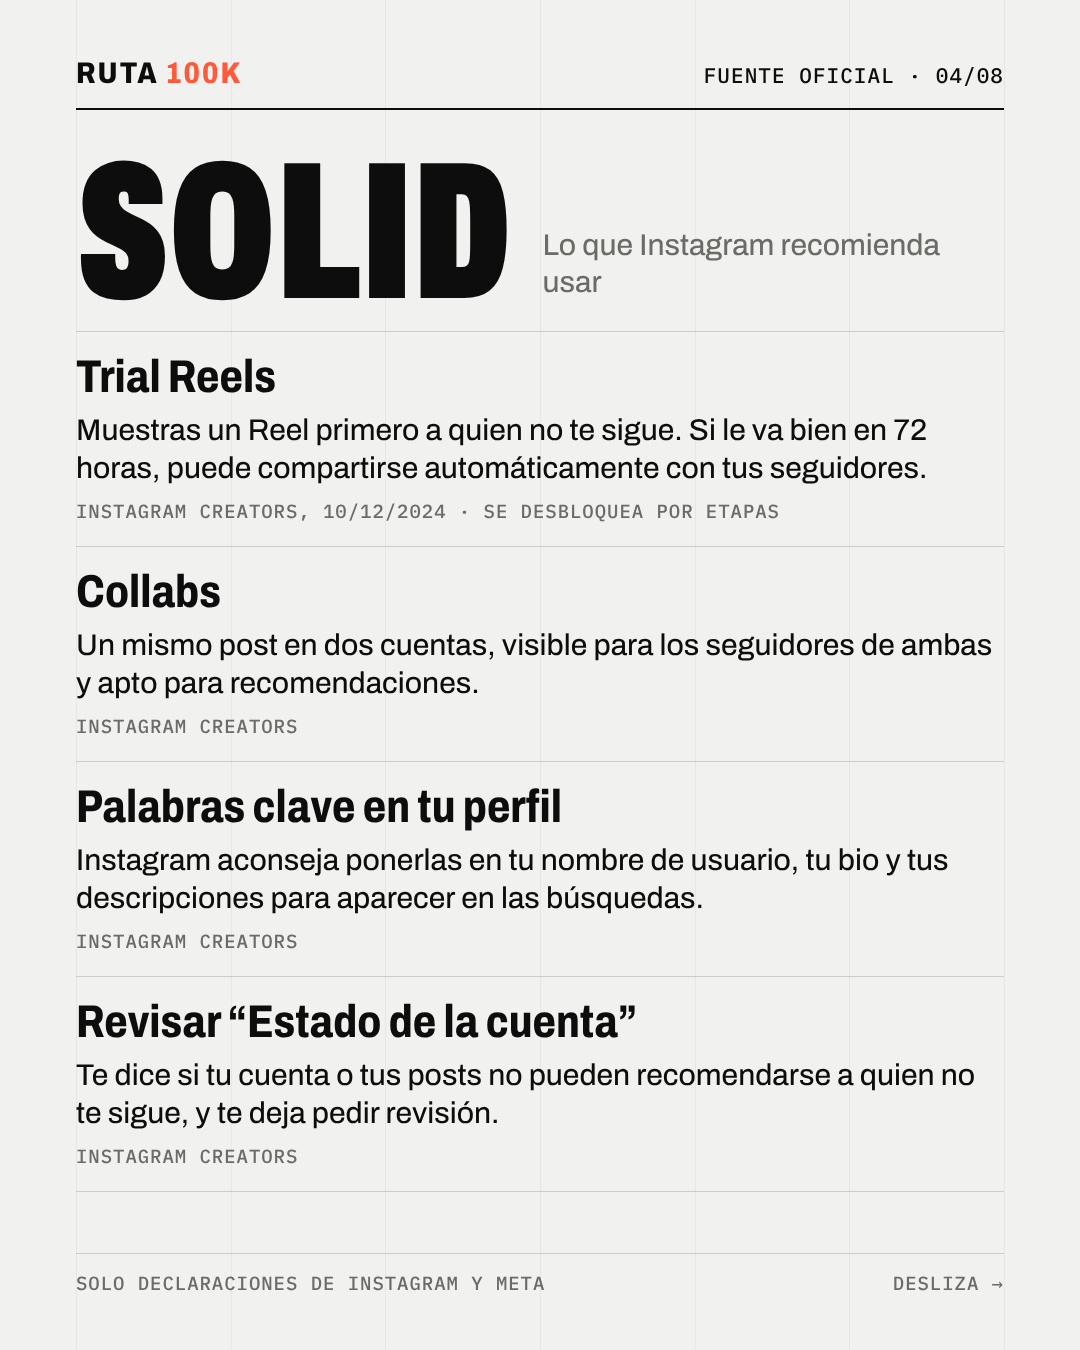 RUTA 100K
FUENTE OFICIAL · 04/08
SOLID
Lo que Instagram recomienda
usar
Trial Reels
Muestras un Reel primero a quien no te sigue. Si le va bien en 72
horas, puede compartirse automáticamente con tus seguidores.
INSTAGRAM CREATORS, 10/12/2024 · SE DESBLOQUEA POR ETAPAS
Collabs
Un mismo post en dos cuentas, visible para los seguidores de ambas
y apto para recomendaciones.
INSTAGRAM CREATORS
Palabras clave en tu perfil
Instagram aconseja ponerlas en tu nombre de usuario, tu bio y tus
descripciones para aparecer en las búsquedas.
INSTAGRAM CREATORS
Revisar “Estado de la cuenta”
Te dice si tu cuenta o tus posts no pueden recomendarse a quien no
te sigue, y te deja pedir revisión.
INSTAGRAM CREATORS
SOLO DECLARACIONES DE INSTAGRAM Y META
DESLIZA →